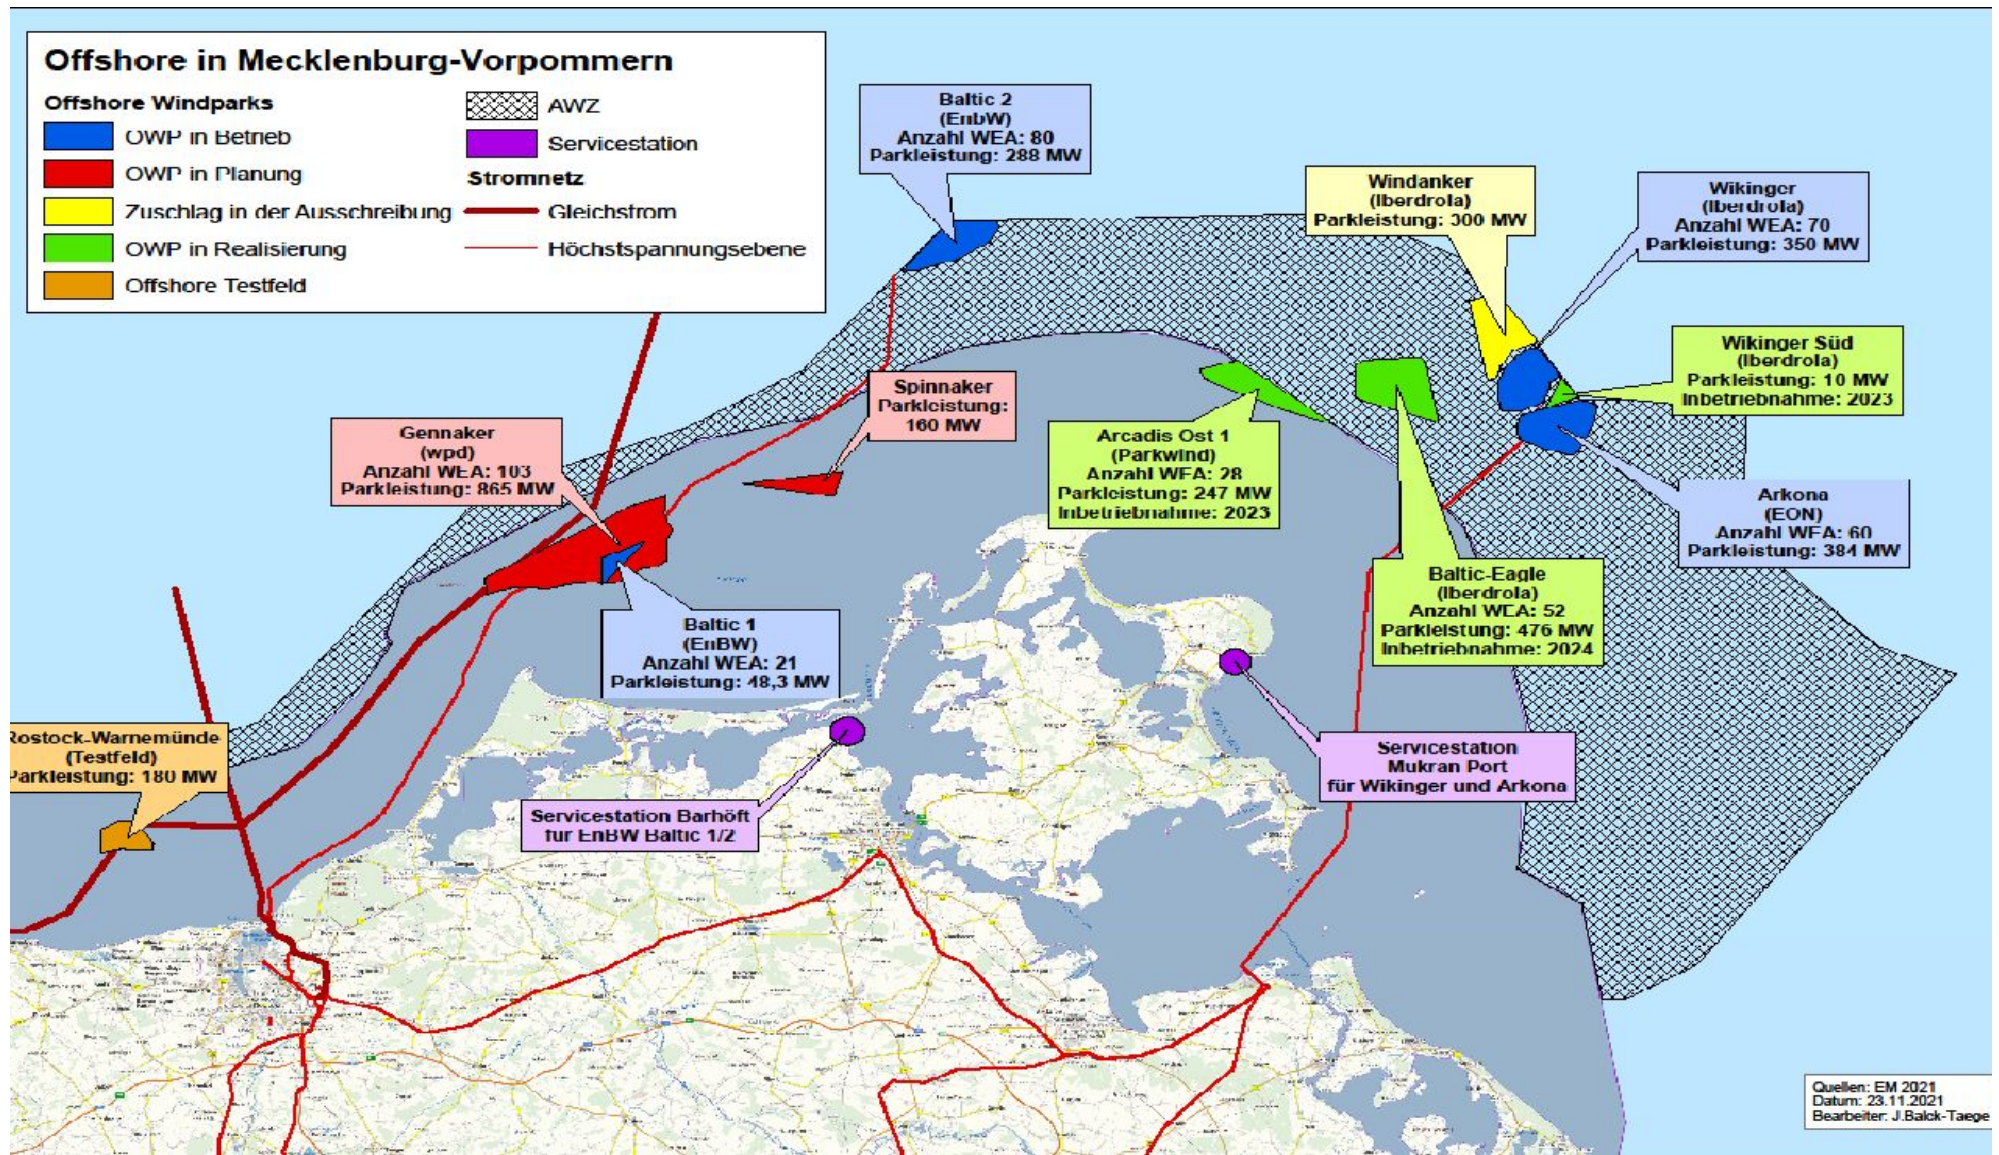 Offshore in Mecklenburg-Vorpommern
Offshore Windparks
OWP in Betrieb
OWP in Planung
Zuschlag in der Ausschreibung
OWP in Realisierung
Offshore Testfeld
AWZ
Servicestation
Stromnetz
Gleichstrom
Höchstspannungsebene
Baltic 2
(EnbW)
Anzahl WEA: 80
Parkleistung: 288 MW
Windanker
(Iberdrola)
Parkleistung: 300 MW
Wikinger
(Iberdrola)
Anzahl WEA: 70
Parkleistung: 350 MW
Wikinger Süd
(Iberdrola)
Parkleistung: 10 MW
Inbetriebnahme: 2023
Spinnaker
Parkleistung:
160 MW
Gennaker
(wpd)
Anzahl WEA: 103
Parkleistung: 865 MW
Arcadis Ost 1
(Parkwind)
Anzahl WEA: 28
Parkleistung: 247 MW
Inbetriebnahme: 2023
Arkona
(EON)
Anzahl WEA: 60
Parkleistung: 384 MW
Baltic-Eagle
(Iberdrola)
Anzahl WEA: 52
Parkleistung: 476 MW
Inbetriebnahme: 2024
Baltic 1
(EnBW)
Anzahl WEA: 21
Parkleistung: 48,3 MW
Rostock-Warnemünde
(Testfeld)
Parkleistung: 180 MW
Servicestation
Mukran Port
für Wikinger und Arkona
Servicestation Barhöft
für EnBW Baltic 1/2
Quellen: EM 2021
Datum: 23.11.2021
Bearbeiter: J.Balck-Taege